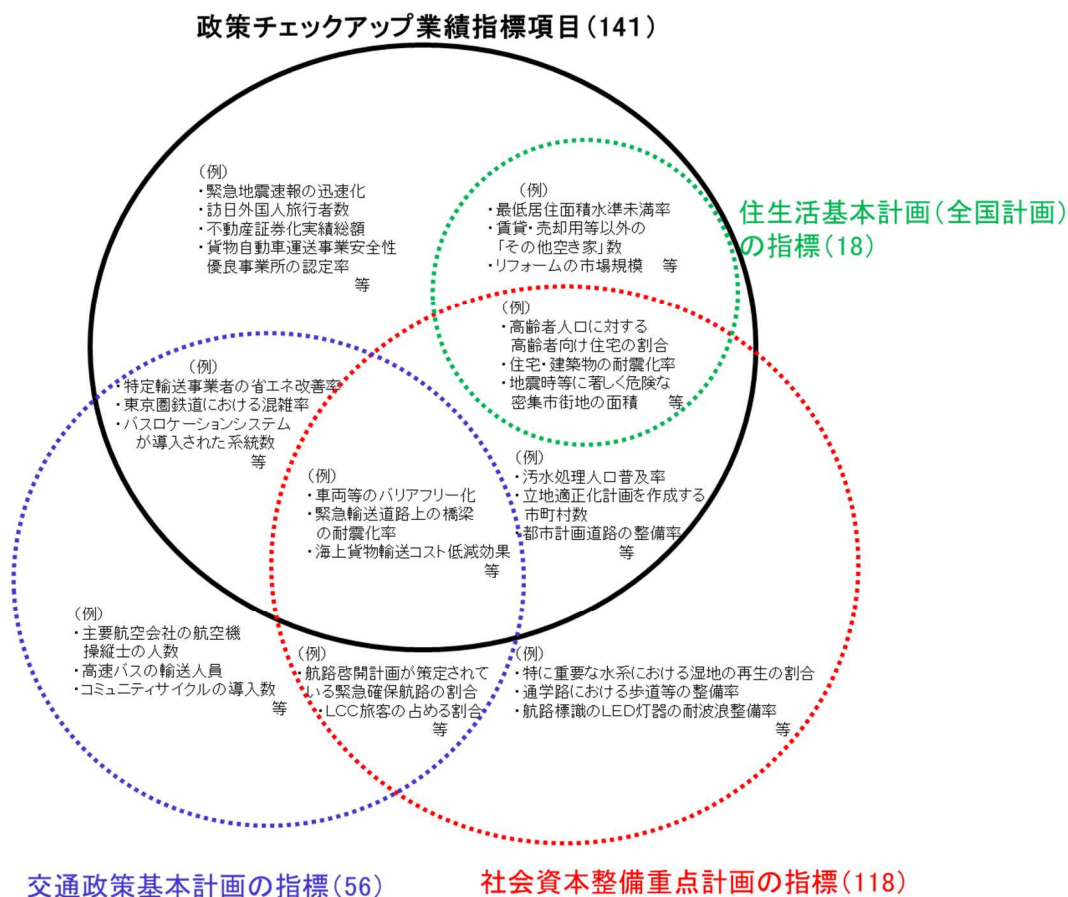 政策チェックアップ業績指標項目(141)
(例)
・緊急地震速報の迅速化
・訪日外国人旅行者数
・不動産証券化実績総額
・貨物自動車運送事業安全性
優良事業所の認定率
等
(例)
・最低居住面積水準未満率
・賃貸・売却用等以外の
「その他空き家」数
・リフォームの市場規模 等
住生活基本計画(全国計画)
の指標(18)
(例)
・高齢者人口に対する
高齢者向け住宅の割合
・住宅・建築物の耐震化率
・地震時等に著しく危険な
密集市街地の面積 等
(例)
・特定輸送事業者の省エネ改善率
・東京圏鉄道における混雑率
・バスロケーションシステム
が導入された系統数
等
(例)
・車両等のバリアフリー化
・緊急輸送道路上の橋梁
の耐震化率
・海上貨物輸送コスト低減効果
等
(例)
・汚水処理人口普及率
・立地適正化計画を作成する
市町村数
・都市計画道路の整備率
等
(例)
・主要航空会社の航空機
操縦士の人数
・高速バスの輸送人員
・コミュニティサイクルの導入数
等
(例)
・航路啓開計画が策定されて
いる緊急確保航路の割合
・LCC旅客の占める割合
等
(例)
・特に重要な水系における湿地の再生の割合
・通学路における歩道等の整備率
・航路標識のLED灯器の耐波浪整備率
等
交通政策基本計画の指標(56)
社会資本整備重点計画の指標(118)